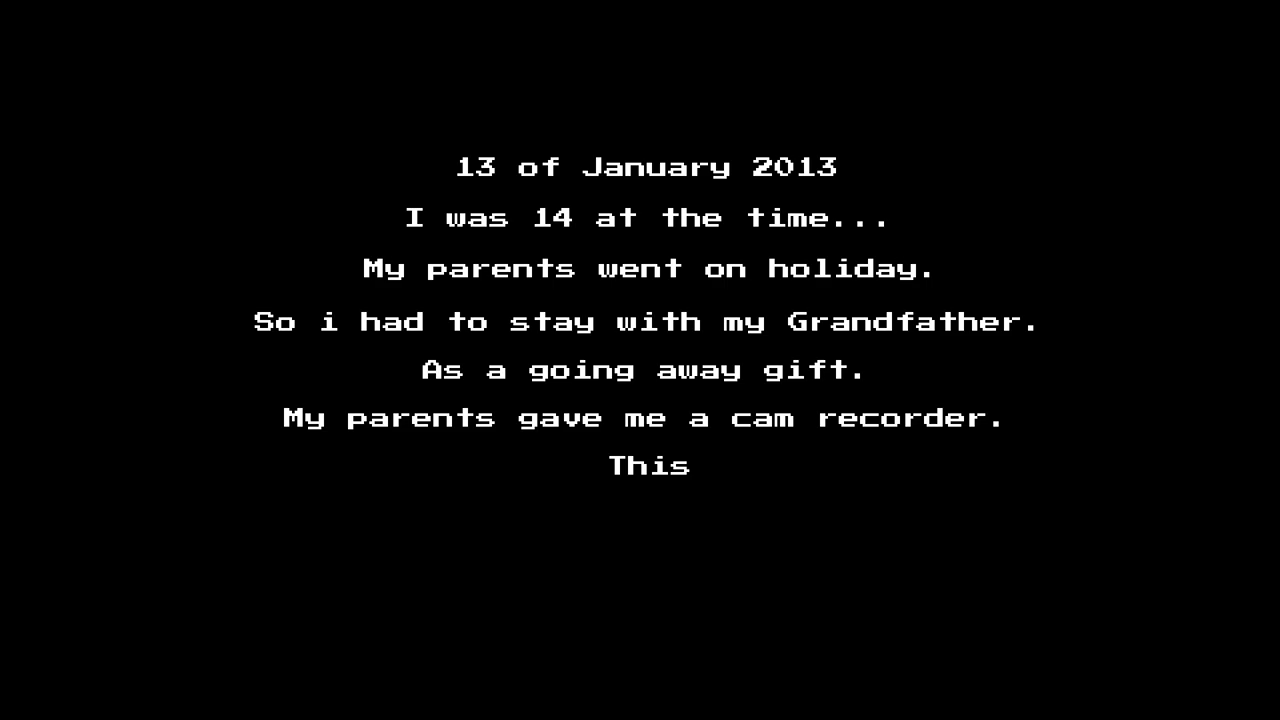 13 of January 2013
I was 14 at the time...
My parents went on holiday.
So i had to stay with my Grandfather.
As a going away gift.
My parents gave me a cam recorder.
This